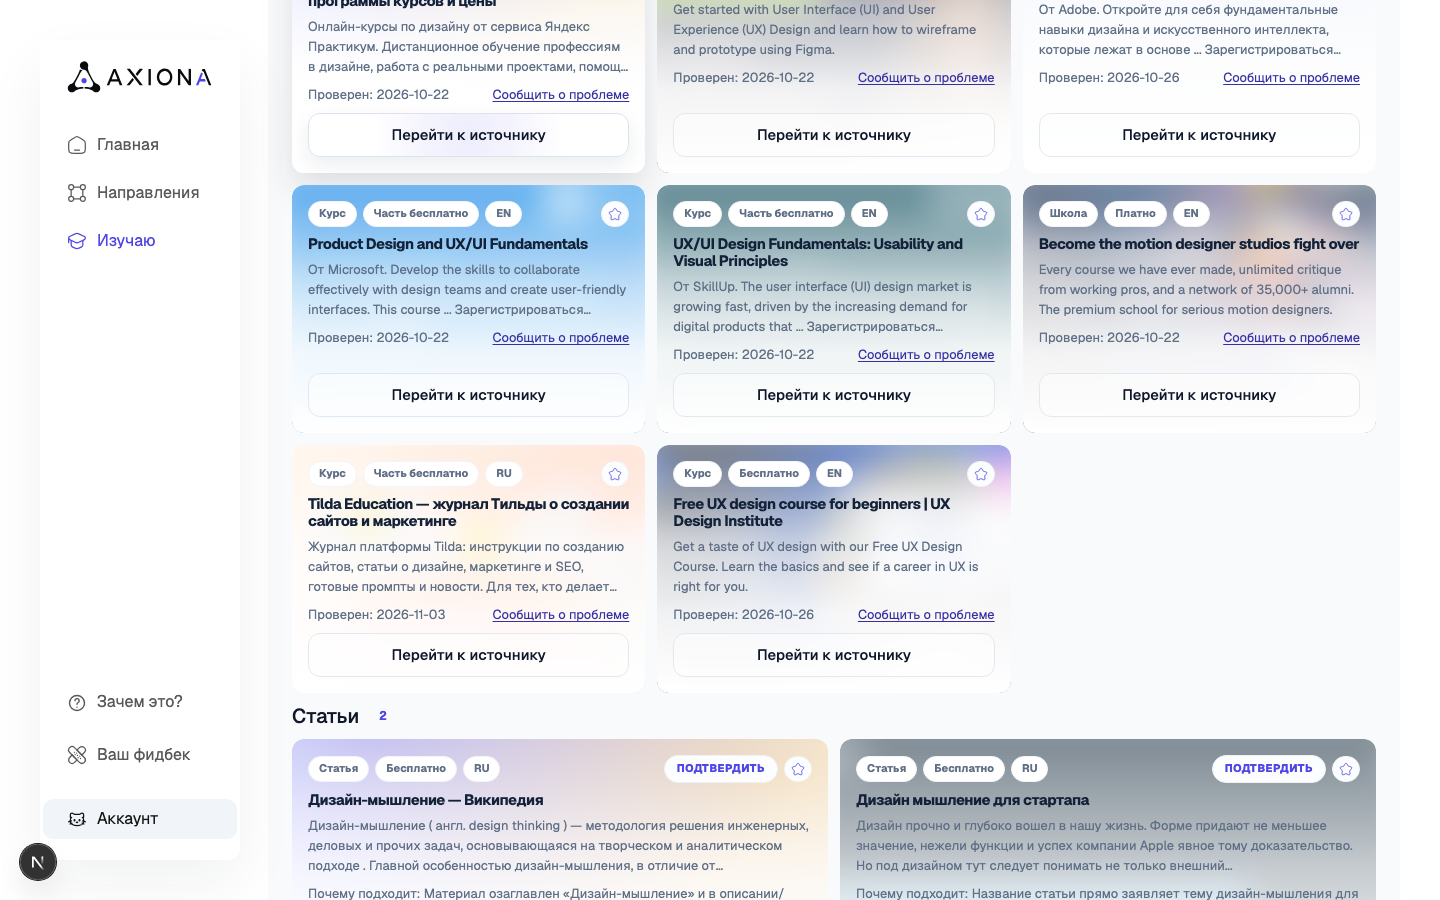 AXIONA
Главная
Направления
Изучаю
Зачем это?
Ваш фидбек
Аккаунт
N
программы курсов и цены
Онлайн-курсы по дизайну от сервиса Яндекс
Практикум. Дистанционное обучение профессиям
в дизайне, работа с реальными проектами, помощ…
Проверен: 2026-10-22
Сообщить о проблеме
Перейти к источнику
Get started with User Interface (UI) and User
Experience (UX) Design and learn how to wireframe
and prototype using Figma.
Проверен: 2026-10-22
Сообщить о проблеме
Перейти к источнику
От Adobe. Откройте для себя фундаментальные
навыки дизайна и искусственного интеллекта,
которые лежат в основе ... Зарегистрироваться…
Проверен: 2026-10-26
Сообщить о проблеме
Перейти к источнику
Курс
Часть бесплатно
EN
Product Design and UX/UI Fundamentals
От Microsoft. Develop the skills to collaborate
effectively with design teams and create user-friendly
interfaces. This course ... Зарегистрироваться…
Проверен: 2026-10-22
Сообщить о проблеме
Перейти к источнику
Курс
Часть бесплатно
EN
UX/UI Design Fundamentals: Usability and
Visual Principles
От SkillUp. The user interface (UI) design market is
growing fast, driven by the increasing demand for
digital products that ... Зарегистрироваться…
Проверен: 2026-10-22
Сообщить о проблеме
Перейти к источнику
Школа
Платно
EN
Become the motion designer studios fight over
Every course we have ever made, unlimited critique
from working pros, and a network of 35,000+ alumni.
The premium school for serious motion designers.
Проверен: 2026-10-22
Сообщить о проблеме
Перейти к источнику
Курс
Часть бесплатно
RU
Tilda Education — журнал Тильды о создании
сайтов и маркетинге
Журнал платформы Tilda: инструкции по созданию
сайтов, статьи о дизайне, маркетинге и SEO,
готовые промпты и новости. Для тех, кто делает…
Проверен: 2026-11-03
Сообщить о проблеме
Перейти к источнику
Курс
Бесплатно
EN
Free UX design course for beginners | UX
Design Institute
Get a taste of UX design with our Free UX Design
Course. Learn the basics and see if a career in UX is
right for you.
Проверен: 2026-10-26
Сообщить о проблеме
Перейти к источнику
Статьи 2
Статья
Бесплатно
RU
ПОДТВЕРДИТЬ
Дизайн-мышление — Википедия
Дизайн-мышление ( англ. design thinking ) — методология решения инженерных,
деловых и прочих задач, основывающаяся на творческом и аналитическом
подходе . Главной особенностью дизайн-мышления, в отличие от…
Почему подходит: Материал озаглавлен «Дизайн-мышление» и в описании/
Статья
Бесплатно
RU
ПОДТВЕРДИТЬ
Дизайн мышление для стартапа
Дизайн прочно и глубоко вошел в нашу жизнь. Форме придают не меньшее
значение, нежели функции и успех компании Apple явное тому доказательство.
Но под дизайном тут следует понимать не только внешний…
Почему подходит: Название статьи прямо заявляет тему дизайн-мышления для